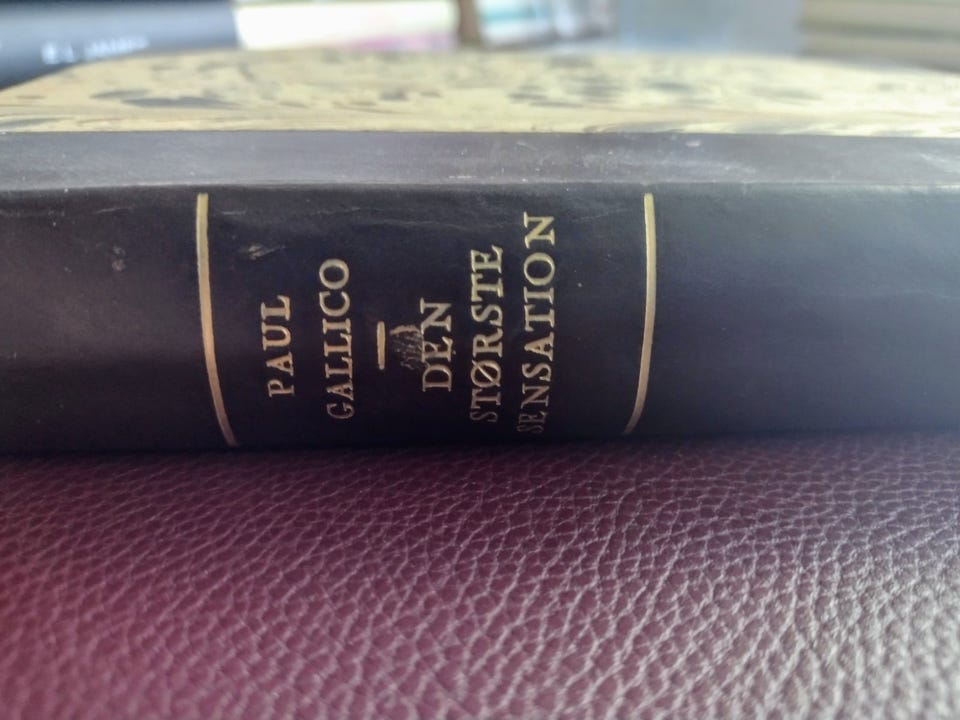 PAUL
GALLICO
DEN
STØRSTE
SENSATION